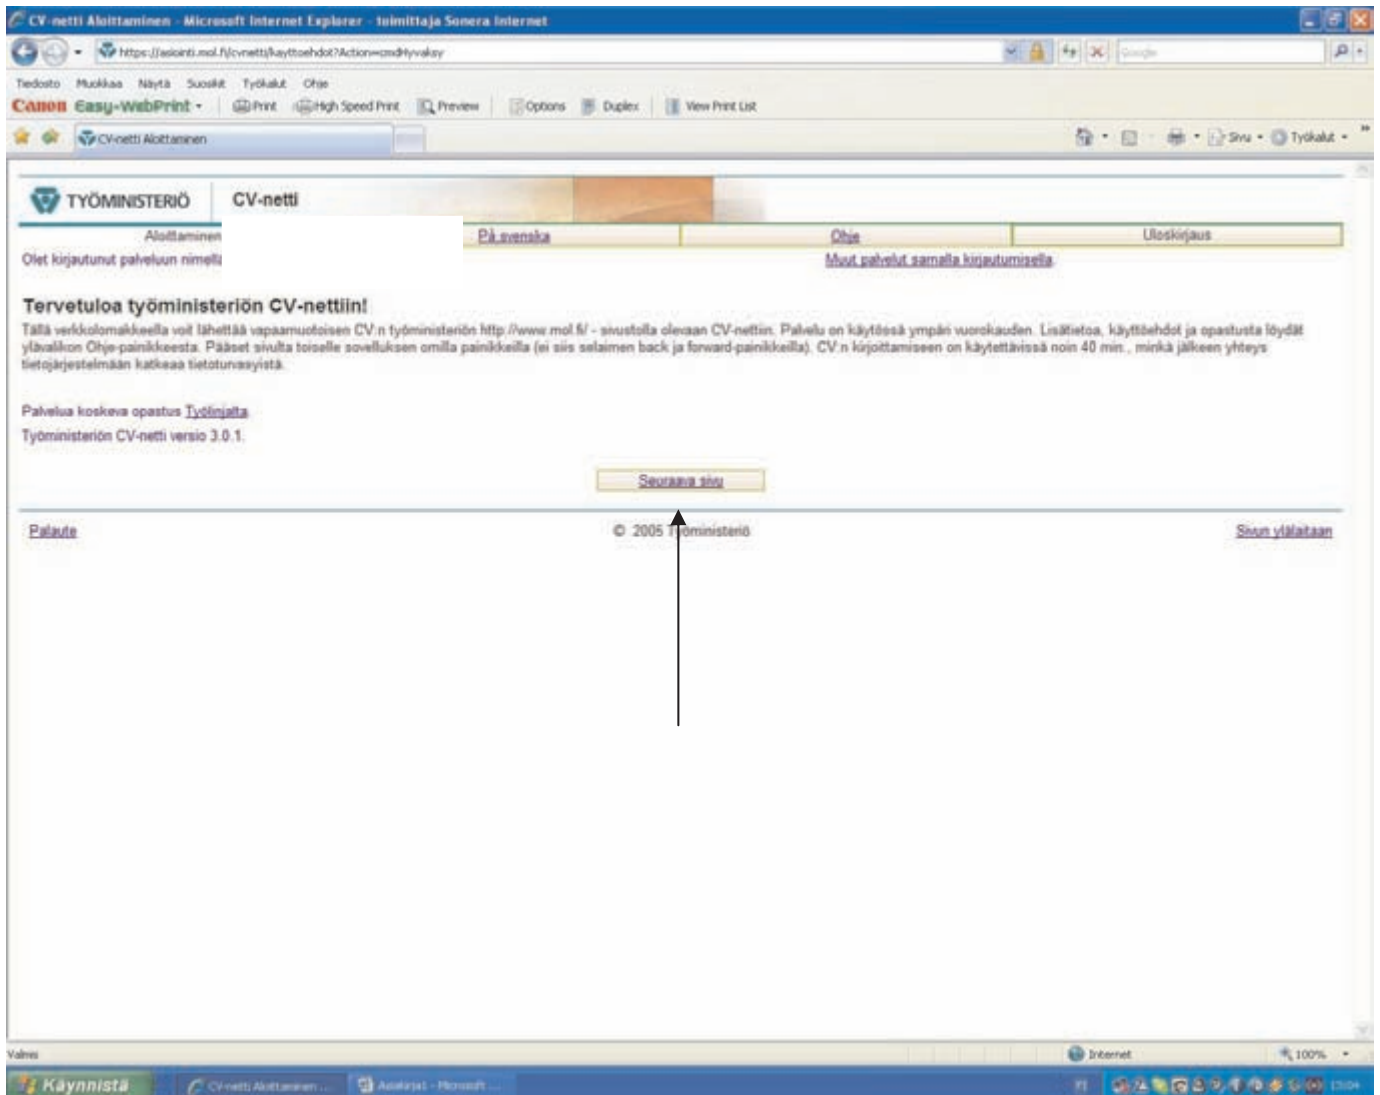 CV-netti Aloittaminen - Microsoft Internet Explorer - toimittaja Sonera Internet
https://asiointi.mol.fi/cvnetti/kayttoehdot?Action=cmdHyvaksy
Google
Tiedosto Muokkaa Näytä Suosikit Työkalut Ohje
Canon Easy-WebPrint Print High Speed Print Preview Options Duplex View Print List
CV-netti Aloittaminen Sivu Työkalut
TYÖMINISTERIÖ CV-netti
Aloittaminen På svenska Ohje Uloskirjaus
Olet kirjautunut palveluun nimellä Muut palvelut samalla kirjautumisella.
Tervetuloa työministeriön CV-nettiin!
Tällä verkkolomakkeella voit lähettää vapaamuotoisen CV:n työministeriön http://www.mol.fi/ - sivustolla olevaan CV-nettiin. Palvelu on käytössä ympäri vuorokauden. Lisätietoa, käyttöehdot ja opastusta löydät
ylävalikon Ohje-painikkeesta. Pääset sivulta toiselle sovelluksen omilla painikkeilla (ei siis selaimen back ja forward-painikkeilla). CV:n kirjoittamiseen on käytettävissä noin 40 min., minkä jälkeen yhteys
tietojärjestelmään katkeaa tietoturvasyistä.
Palvelua koskeva opastus Työlinjalta.
Työministeriön CV-netti versio 3.0.1.
Seuraava sivu
Palaute © 2005 Työministeriö Sivun ylälaitaan
Valmis Internet 100%
Käynnistä CV-netti Aloittaminen ... Asiakirja1 - Microsoft ... FI 13:04